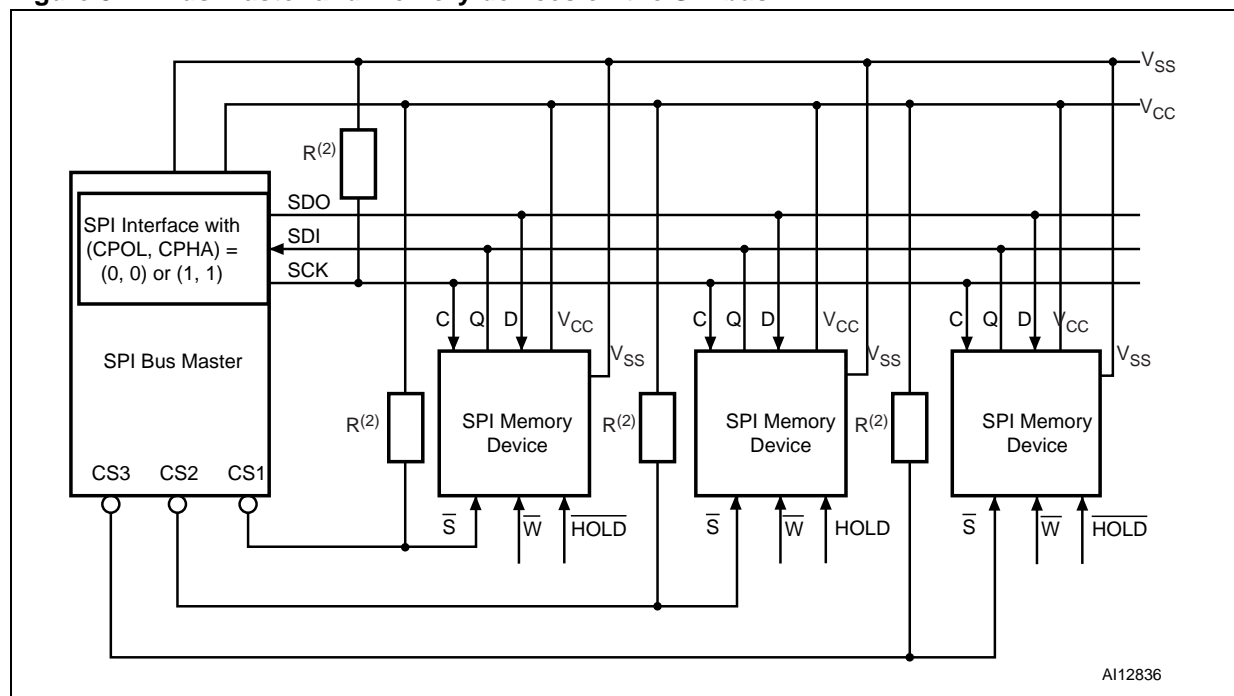 VSS
VCC
R(2)
SDO
SPI Interface with
(CPOL, CPHA) =
(0, 0) or (1, 1)
SDI
SCK
SPI Bus Master
C Q D VCC VSS
C Q D VCC VSS
C Q D VCC VSS
R(2)
SPI Memory
Device
R(2)
SPI Memory
Device
R(2)
SPI Memory
Device
CS3 CS2 CS1
S̅ W̅ H̅O̅L̅D̅
S̅ W̅ HOLD
S̅ W̅ H̅O̅L̅D̅
AI12836